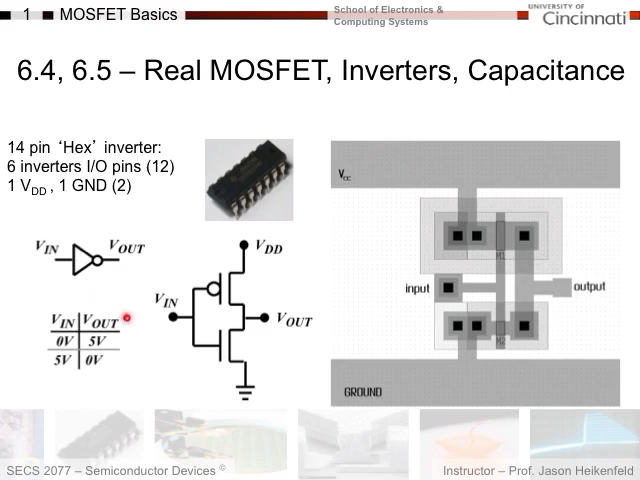 1
MOSFET Basics
School of Electronics &
Computing Systems
UNIVERSITY OF
Cincinnati
6.4, 6.5 – Real MOSFET, Inverters, Capacitance
14 pin ‘Hex’ inverter:
6 inverters I/O pins (12)
1 VDD , 1 GND (2)
VIN VOUT
VIN VOUT
0V 5V
5V 0V
VDD
VIN
VOUT
Vcc
M1
input
output
M2
GROUND
SECS 2077 – Semiconductor Devices ©
Instructor – Prof. Jason Heikenfeld